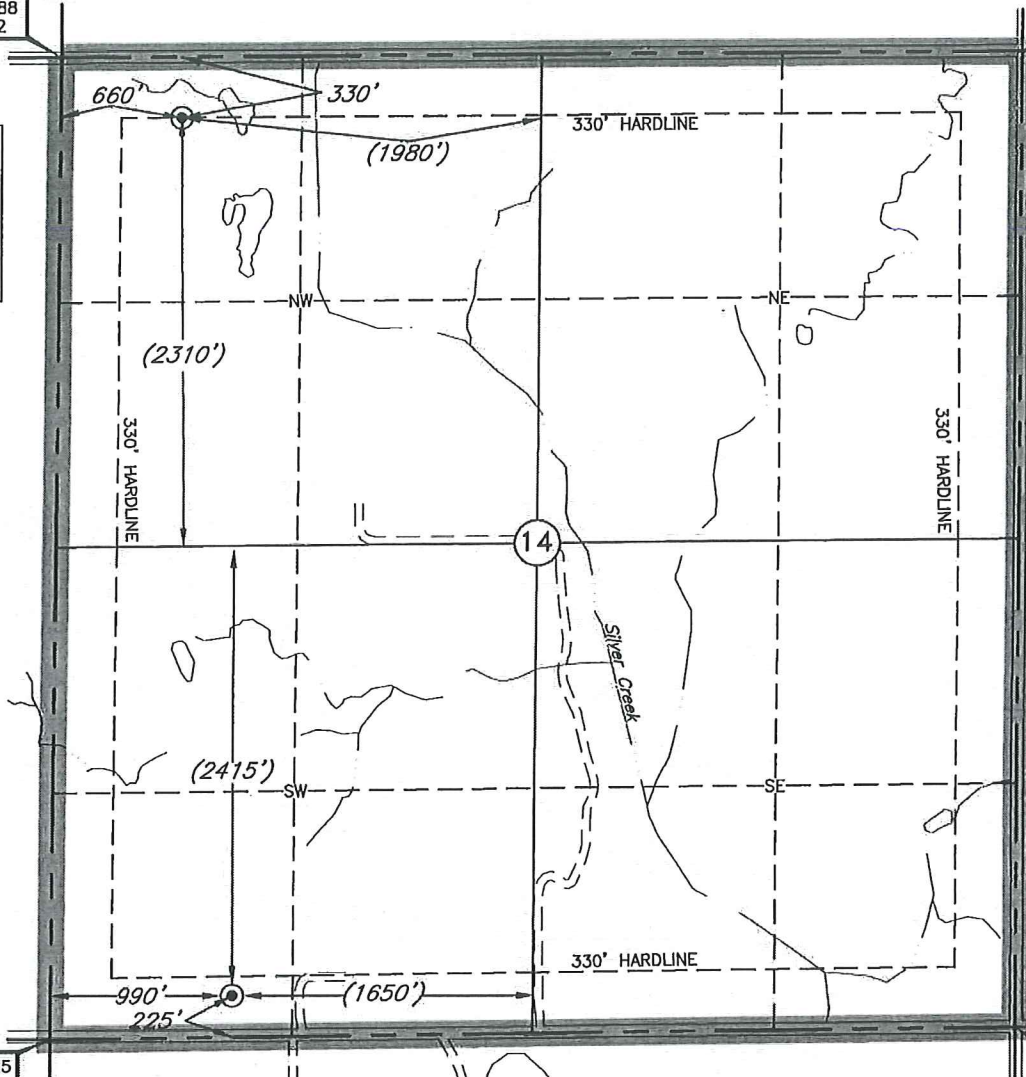 88
2
660'
330'
330' HARDLINE
(1980')
NW
NE
(2310')
330' HARDLINE
330' HARDLINE
14
Silver Creek
(2415')
SW
SE
330' HARDLINE
990'
(1650')
225'
5